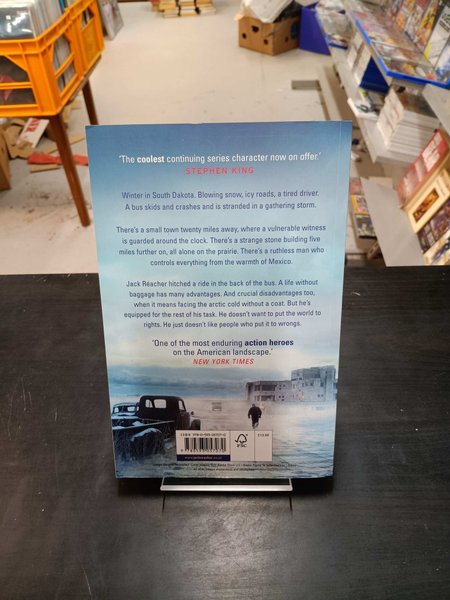 'The coolest continuing series character now on offer.'
STEPHEN KING
Winter in South Dakota. Blowing snow, icy roads, a tired driver.
A bus skids and crashes and is stranded in a gathering storm.
There's a small town twenty miles away, where a vulnerable witness
is guarded around the clock. There's a strange stone building five
miles further on, all alone on the prairie. There's a ruthless man who
controls everything from the warmth of Mexico.
Jack Reacher hitched a ride in the back of the bus. A life without
baggage has many advantages. And crucial disadvantages too,
when it means facing the arctic cold without a coat. But he's
equipped for the rest of his task. He doesn't want to put the world to
rights. He just doesn't like people who put it to wrongs.
'One of the most enduring action heroes
on the American landscape.'
NEW YORK TIMES
FSC